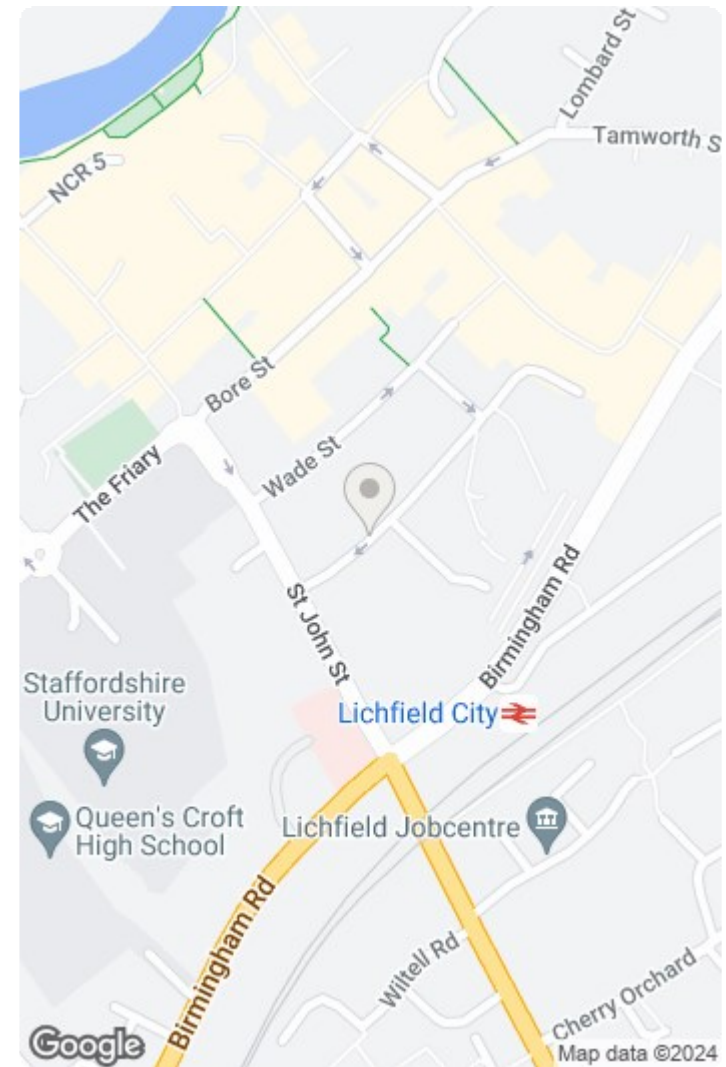 Lombard St
Tamworth S
NCR 5
Bore St
Wade St
The Friary
St John St
Birmingham Rd
Staffordshire
University
Lichfield City
Queen's Croft
High School
Lichfield Jobcentre
Birmingham Rd
Wiltell Rd
Cherry Orchard
Google
Map data ©2024